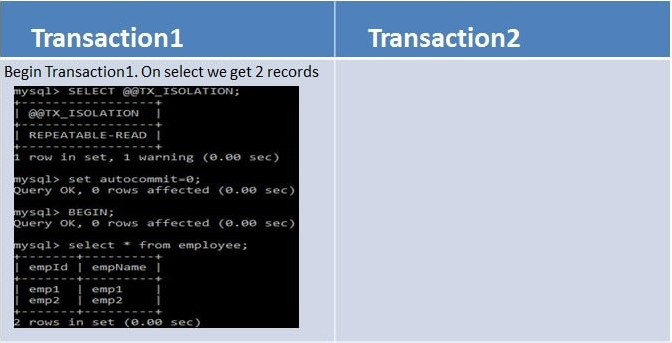 Transaction1
Transaction2
Begin Transaction1. On select we get 2 records
mysql> SELECT @@TX_ISOLATION;
+-----------------+
| @@TX_ISOLATION |
+-----------------+
| REPEATABLE-READ |
+-----------------+
1 row in set, 1 warning (0.00 sec)
mysql> set autocommit=0;
Query OK, 0 rows affected (0.00 sec)
mysql> BEGIN;
Query OK, 0 rows affected (0.00 sec)
mysql> select * from employee;
+-------+---------+
| empId | empName |
+-------+---------+
| emp1 | emp1 |
| emp2 | emp2 |
+-------+---------+
2 rows in set (0.00 sec)